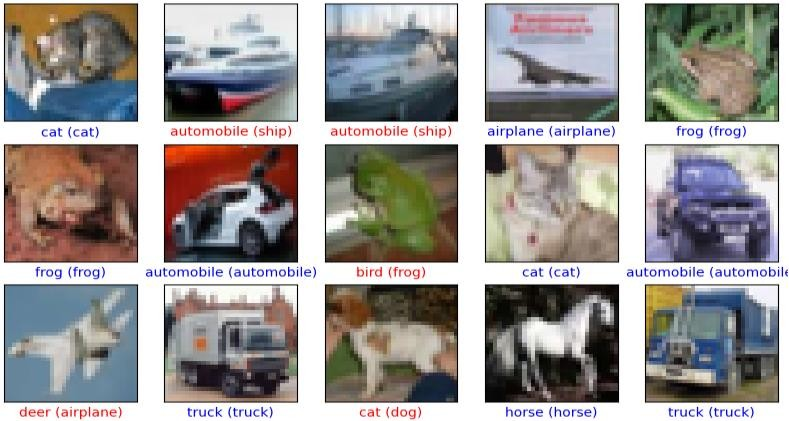 cat (cat)
automobile (ship)
automobile (ship)
airplane (airplane)
frog (frog)
frog (frog)
automobile (automobile)
bird (frog)
cat (cat)
automobile (automobile
deer (airplane)
truck (truck)
cat (dog)
horse (horse)
truck (truck)